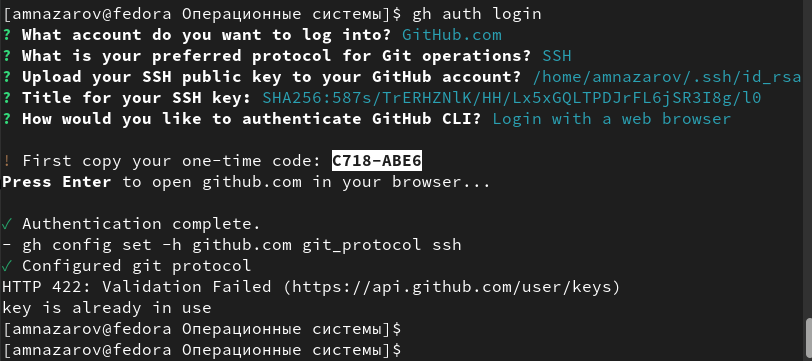 [amnazarov@fedora Операционные системы]$ gh auth login
? What account do you want to log into? GitHub.com
? What is your preferred protocol for Git operations? SSH
? Upload your SSH public key to your GitHub account? /home/amnazarov/.ssh/id_rsa
? Title for your SSH key: SHA256:587s/TrERHZNlK/HH/Lx5xGQLTPDJrFL6jSR3I8g/l0
? How would you like to authenticate GitHub CLI? Login with a web browser
! First copy your one-time code: C718-ABE6
Press Enter to open github.com in your browser...
✓ Authentication complete.
- gh config set -h github.com git_protocol ssh
✓ Configured git protocol
HTTP 422: Validation Failed (https://api.github.com/user/keys)
key is already in use
[amnazarov@fedora Операционные системы]$
[amnazarov@fedora Операционные системы]$